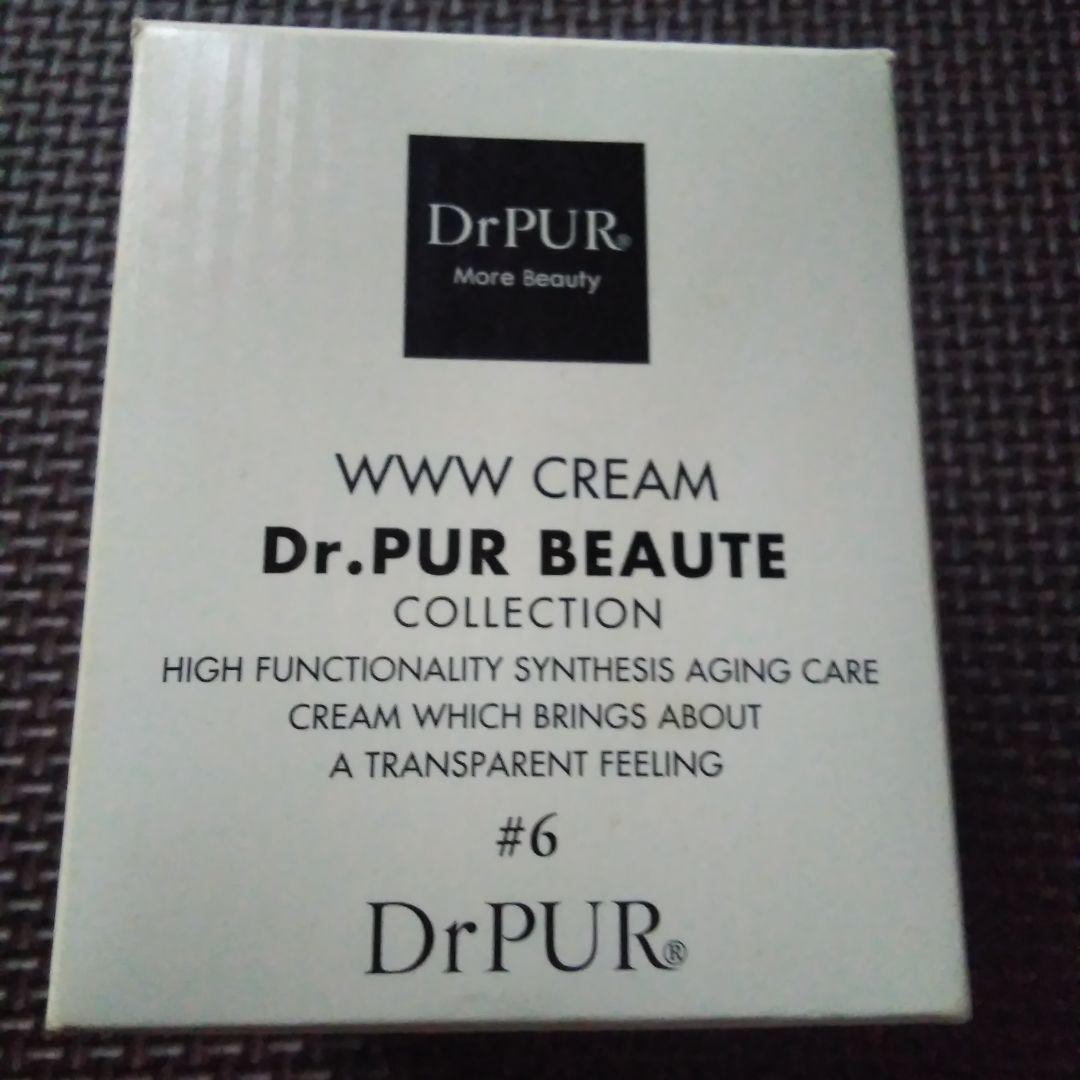 DrPUR®
More Beauty
WWW CREAM
Dr.PUR BEAUTE
COLLECTION
HIGH FUNCTIONALITY SYNTHESIS AGING CARE
CREAM WHICH BRINGS ABOUT
A TRANSPARENT FEELING
#6
DrPUR®